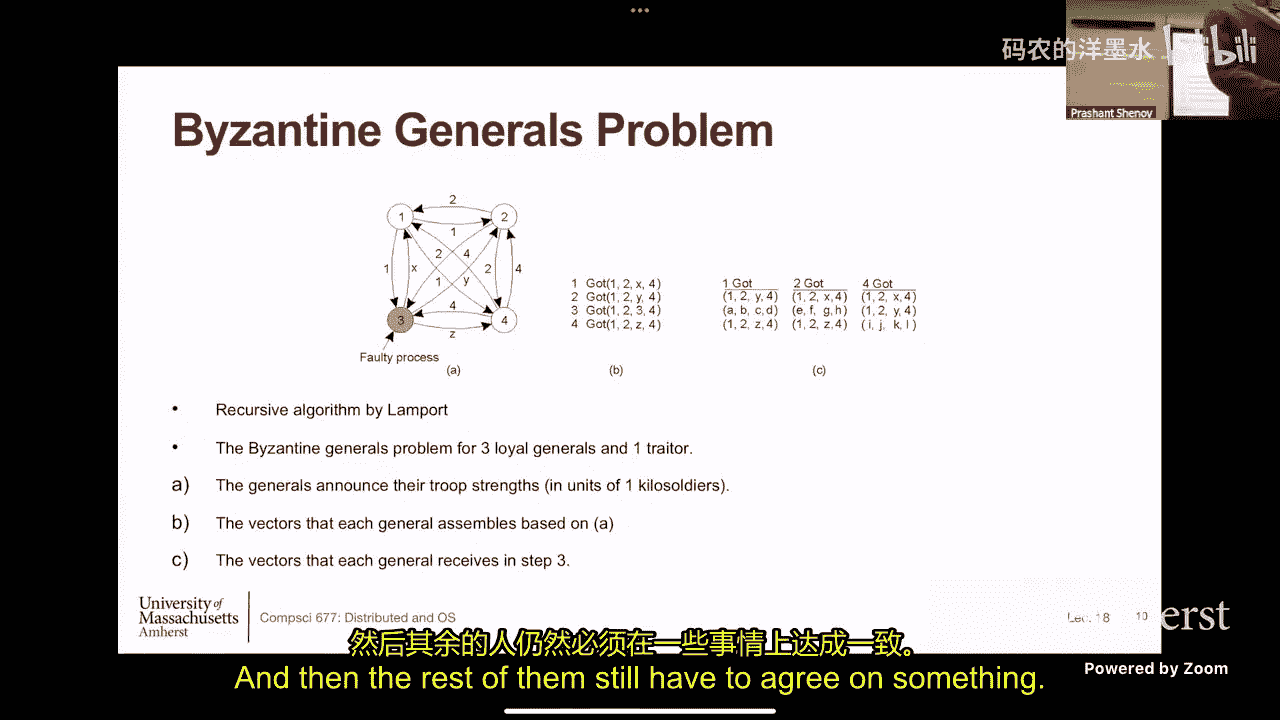 码农的洋墨水 bilibili
Prashant Shenoy
Byzantine Generals Problem
1 2 3 4
2
1
1 x 2 4 2 4
1 y
4
z
Faulty process
(a)
1 Got(1, 2, x, 4)
2 Got(1, 2, y, 4)
3 Got(1, 2, 3, 4)
4 Got(1, 2, z, 4)
(b)
1 Got 2 Got 4 Got
(1, 2, y, 4) (1, 2, x, 4) (1, 2, x, 4)
(a, b, c, d) (e, f, g, h) (1, 2, y, 4)
(1, 2, z, 4) (1, 2, z, 4) (i, j, k, l)
(c)
• Recursive algorithm by Lamport
• The Byzantine generals problem for 3 loyal generals and 1 traitor.
a) The generals announce their troop strengths (in units of 1 kilosoldiers).
b) The vectors that each general assembles based on (a)
c) The vectors that each general receives in step 3.
University of
Massachusetts
Amherst
Compsci 677: Distributed and OS
Lec. 18 10
erst
然后其余的人仍然必须在一些事情上达成一致。
And then the rest of them still have to agree on something.
Powered by Zoom